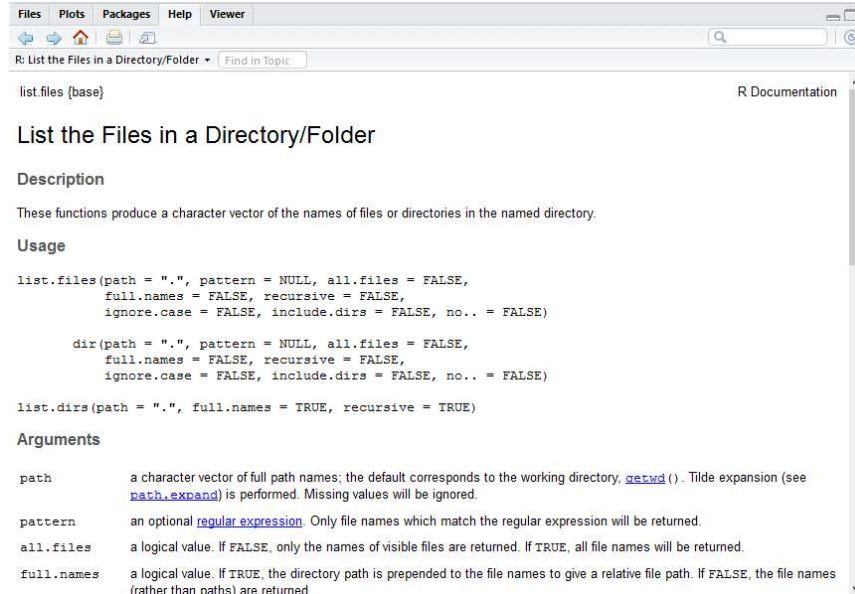 Files Plots Packages Help Viewer
R: List the Files in a Directory/Folder Find in Topic
list.files {base} R Documentation
List the Files in a Directory/Folder
Description
These functions produce a character vector of the names of files or directories in the named directory.
Usage
list.files(path = ".", pattern = NULL, all.files = FALSE,
full.names = FALSE, recursive = FALSE,
ignore.case = FALSE, include.dirs = FALSE, no.. = FALSE)
dir(path = ".", pattern = NULL, all.files = FALSE,
full.names = FALSE, recursive = FALSE,
ignore.case = FALSE, include.dirs = FALSE, no.. = FALSE)
list.dirs(path = ".", full.names = TRUE, recursive = TRUE)
Arguments
path a character vector of full path names; the default corresponds to the working directory, getwd(). Tilde expansion (see
path.expand) is performed. Missing values will be ignored.
pattern an optional regular expression. Only file names which match the regular expression will be returned.
all.files a logical value. If FALSE, only the names of visible files are returned. If TRUE, all file names will be returned.
full.names a logical value. If TRUE, the directory path is prepended to the file names to give a relative file path. If FALSE, the file names
(rather than paths) are returned